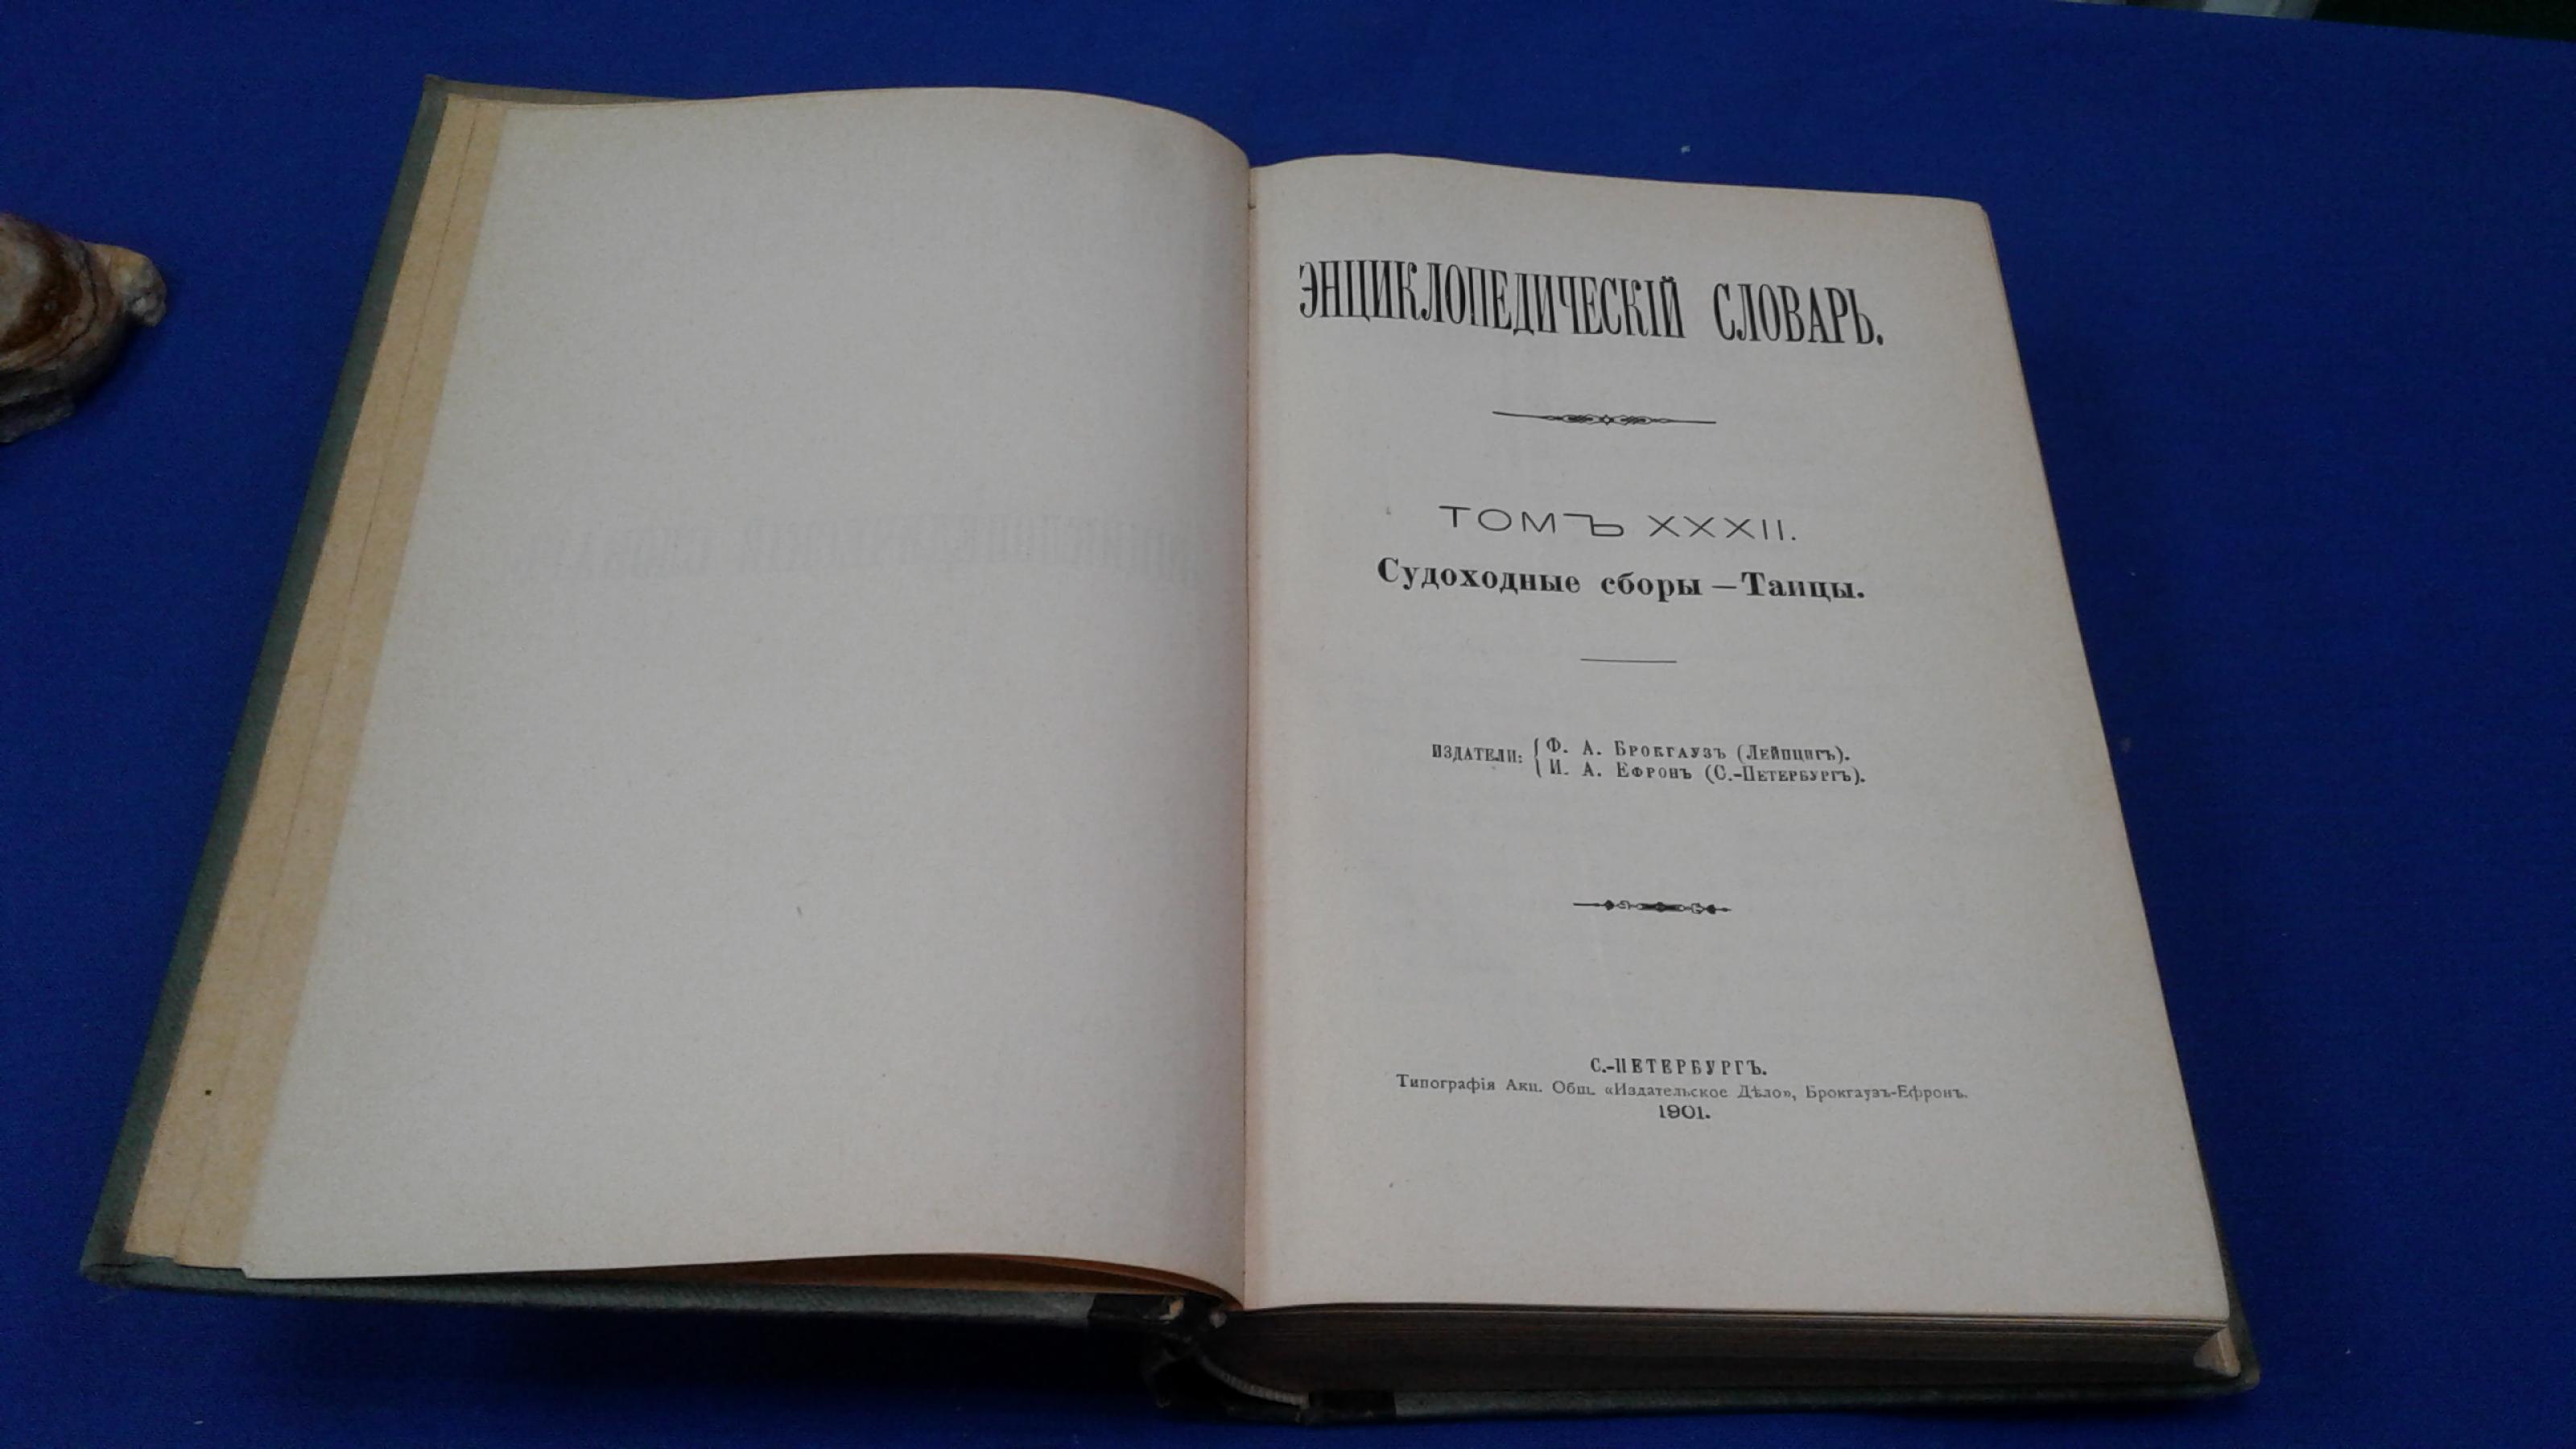 ЭНЦИКЛОПЕДИЧЕСКІЙ СЛОВАРЬ.
ТОМЪ XXXII.
Судоходные сборы — Танцы.
ИЗДАТЕЛИ: { Ф. А. БРОКГАУЗЪ (ЛЕЙПЦИГЪ).
И. А. ЕФРОНЪ (С.-ПЕТЕРБУРГЪ).
С.-ПЕТЕРБУРГЪ.
Типографія Акц. Общ. «Издательское Дѣло», Брокгаузъ-Ефронъ.
1901.